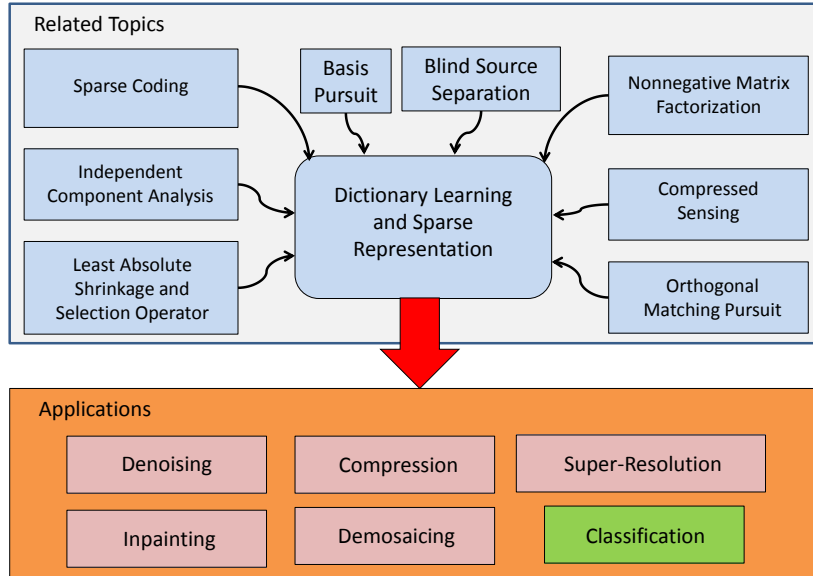 Related Topics
Sparse Coding
Basis
Pursuit
Blind Source
Separation
Nonnegative Matrix
Factorization
Independent
Component Analysis
Dictionary Learning
and Sparse
Representation
Compressed
Sensing
Least Absolute
Shrinkage and
Selection Operator
Orthogonal
Matching Pursuit
Applications
Denoising
Compression
Super-Resolution
Inpainting
Demosaicing
Classification